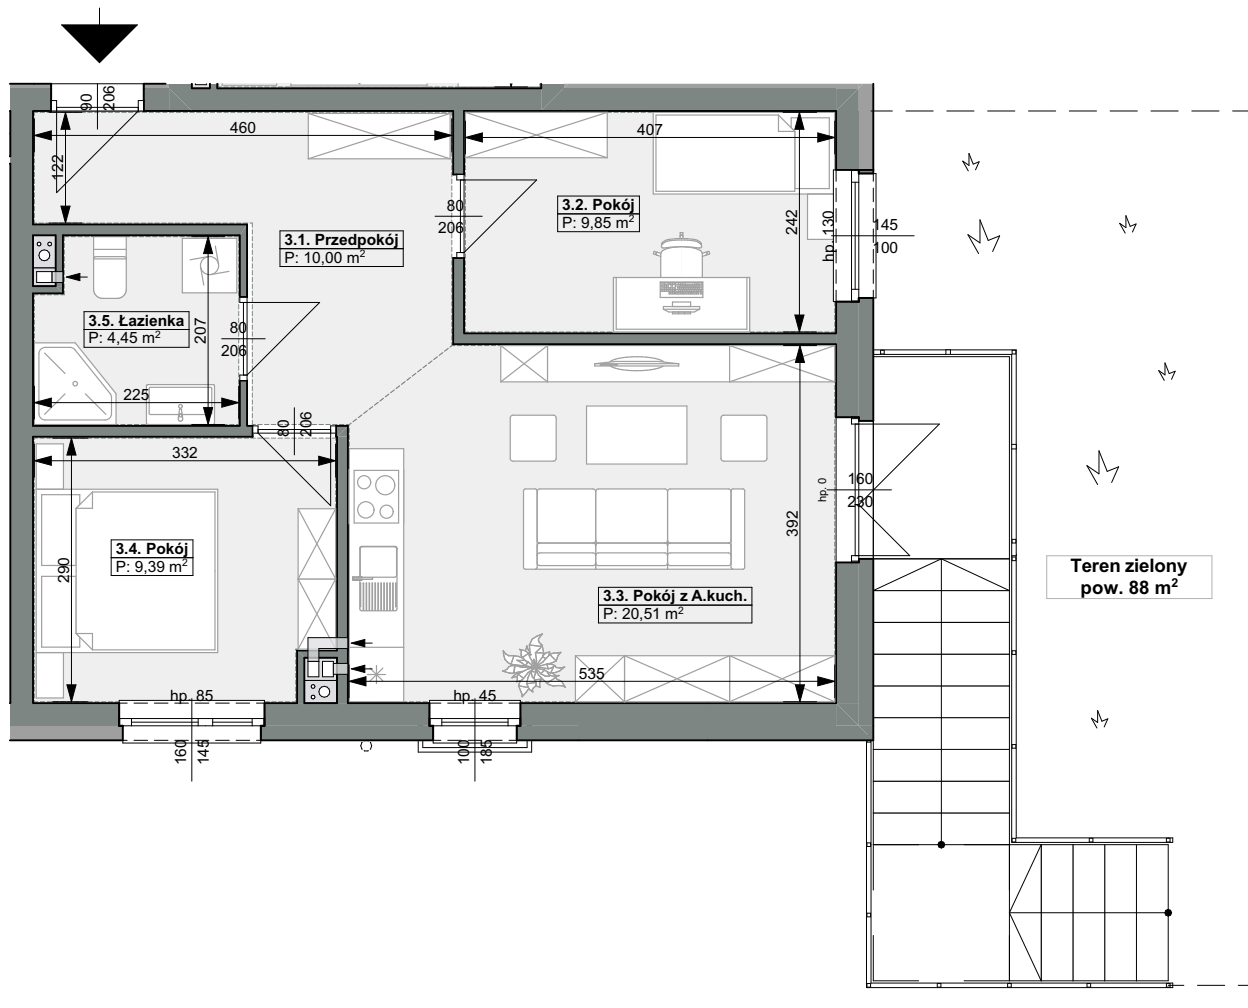 90
206
460
122
407
3.2. Pokój
P: 9,85 m²
80
206
242
hp. 130
145
100
3.1. Przedpokój
P: 10,00 m²
3.5. Łazienka
P: 4,45 m²
207
80
206
225
80
206
332
hp. 0
160
230
392
290
3.4. Pokój
P: 9,39 m²
3.3. Pokój z A.kuch.
P: 20,51 m²
Teren zielony
pow. 88 m²
535
hp. 85
hp. 45
160
145
100
185